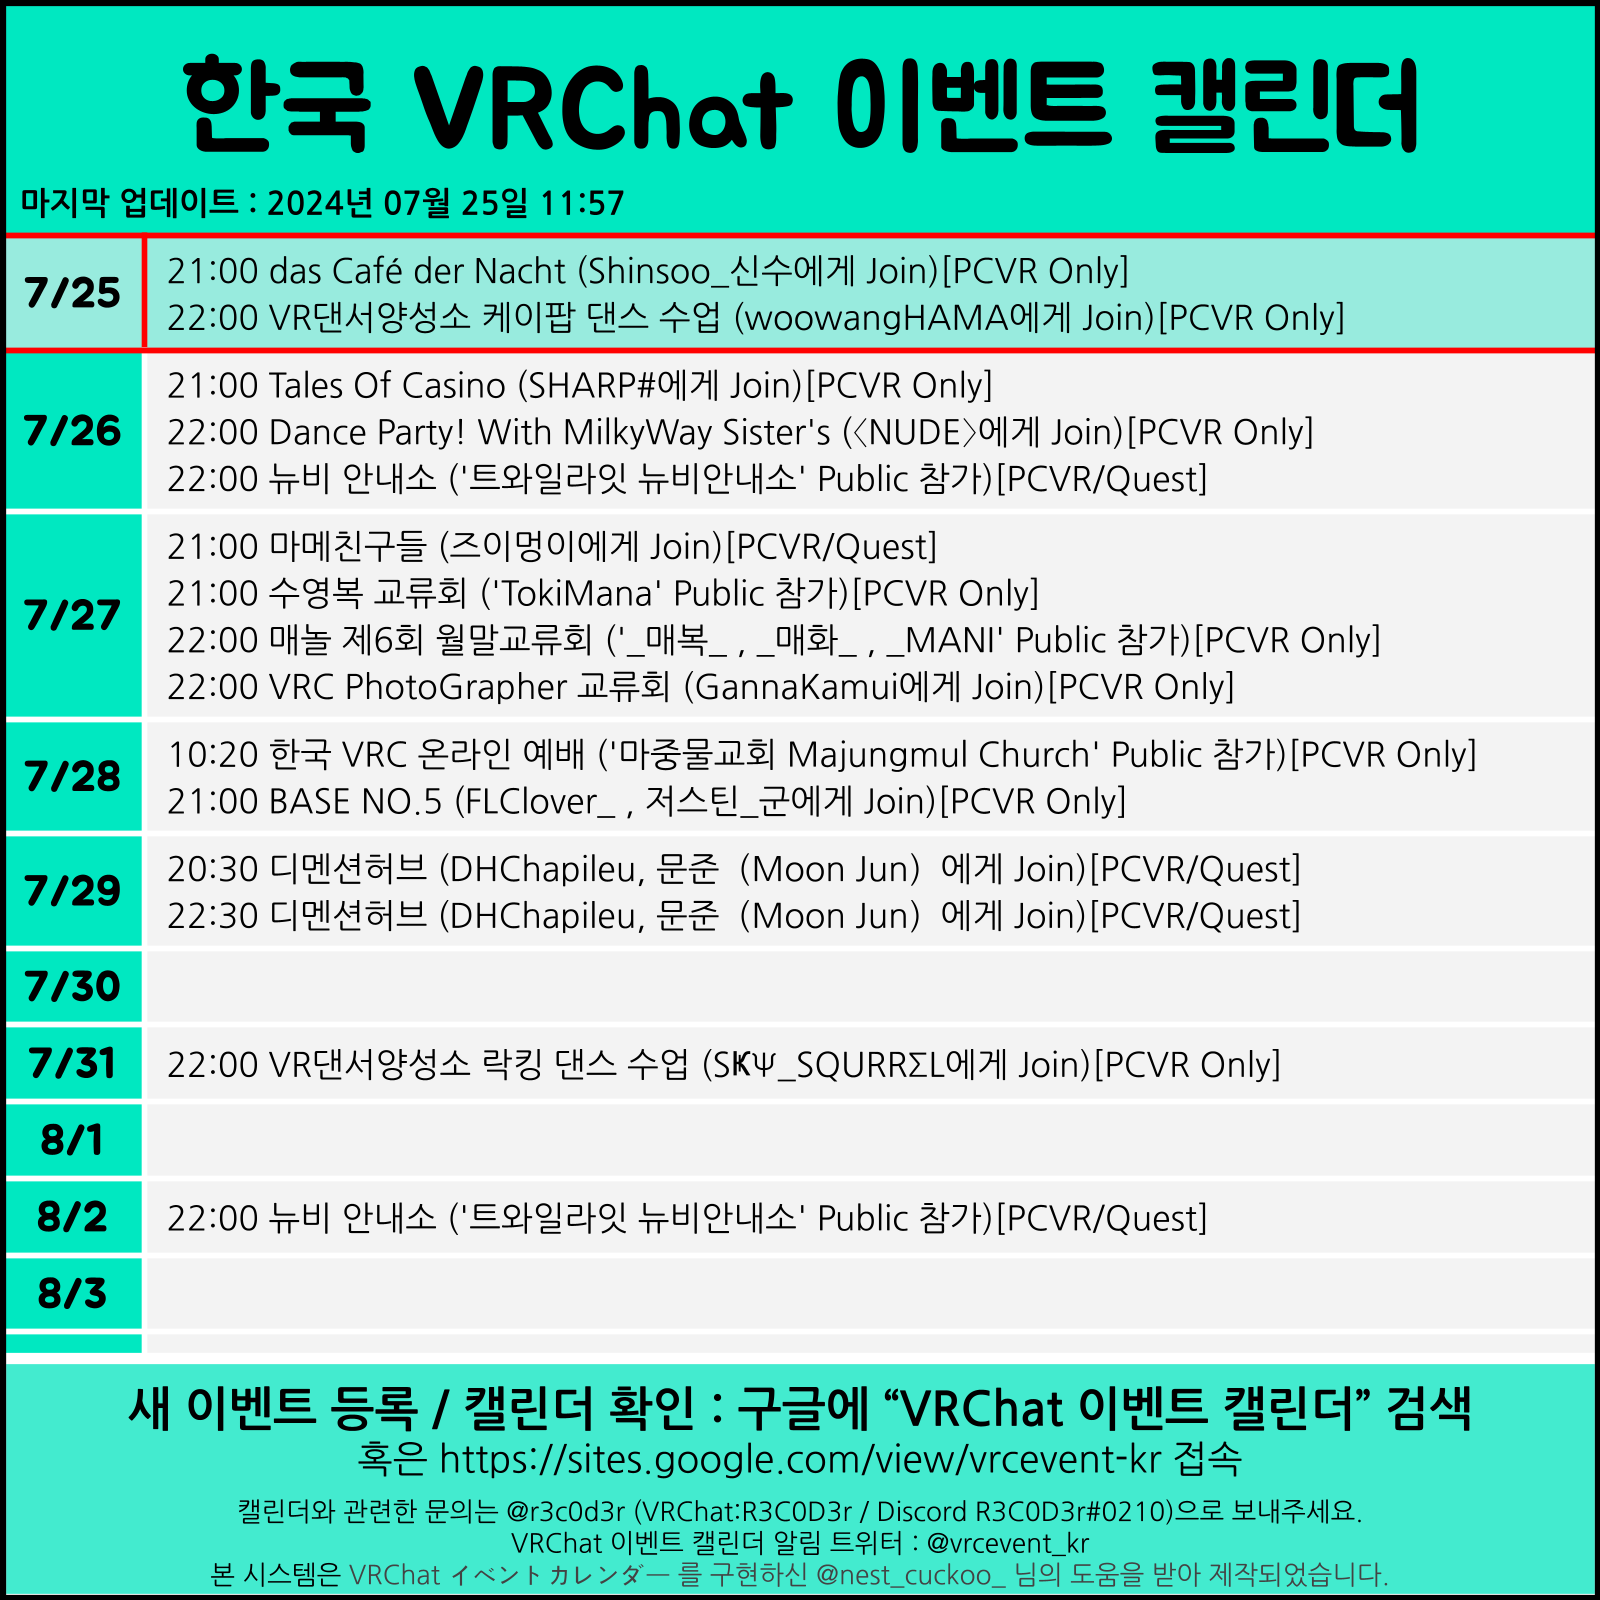 한국 VRChat 이벤트 캘린더
마지막 업데이트 : 2024년 07월 25일 11:57
7/25
21:00 das Café der Nacht (Shinsoo_신수에게 Join)[PCVR Only]
22:00 VR댄서양성소 케이팝 댄스 수업 (woowangHAMA에게 Join)[PCVR Only]
7/26
21:00 Tales Of Casino (SHARP#에게 Join)[PCVR Only]
22:00 Dance Party! With MilkyWay Sister's (〈NUDE〉에게 Join)[PCVR Only]
22:00 뉴비 안내소 ('트와일라잇 뉴비안내소' Public 참가)[PCVR/Quest]
7/27
21:00 마메친구들 (즈이멍이에게 Join)[PCVR/Quest]
21:00 수영복 교류회 ('TokiMana' Public 참가)[PCVR Only]
22:00 매놀 제6회 월말교류회 ('_매복_ , _매화_ , _MANI' Public 참가)[PCVR Only]
22:00 VRC PhotoGrapher 교류회 (GannaKamui에게 Join)[PCVR Only]
7/28
10:20 한국 VRC 온라인 예배 ('마중물교회 Majungmul Church' Public 참가)[PCVR Only]
21:00 BASE NO.5 (FLClover_ , 저스틴_군에게 Join)[PCVR Only]
7/29
20:30 디멘션허브 (DHChapileu, 문준（Moon Jun）에게 Join)[PCVR/Quest]
22:30 디멘션허브 (DHChapileu, 문준（Moon Jun）에게 Join)[PCVR/Quest]
7/30
7/31
22:00 VR댄서양성소 락킹 댄스 수업 (S₭Ψ_SQURRΣL에게 Join)[PCVR Only]
8/1
8/2
22:00 뉴비 안내소 ('트와일라잇 뉴비안내소' Public 참가)[PCVR/Quest]
8/3
새 이벤트 등록 / 캘린더 확인 : 구글에 “VRChat 이벤트 캘린더” 검색
혹은 https://sites.google.com/view/vrcevent-kr 접속
캘린더와 관련한 문의는 @r3c0d3r (VRChat:R3C0D3r / Discord R3C0D3r#0210)으로 보내주세요.
VRChat 이벤트 캘린더 알림 트위터 : @vrcevent_kr
본 시스템은 VRChat イベントカレンダー 를 구현하신 @nest_cuckoo_ 님의 도움을 받아 제작되었습니다.